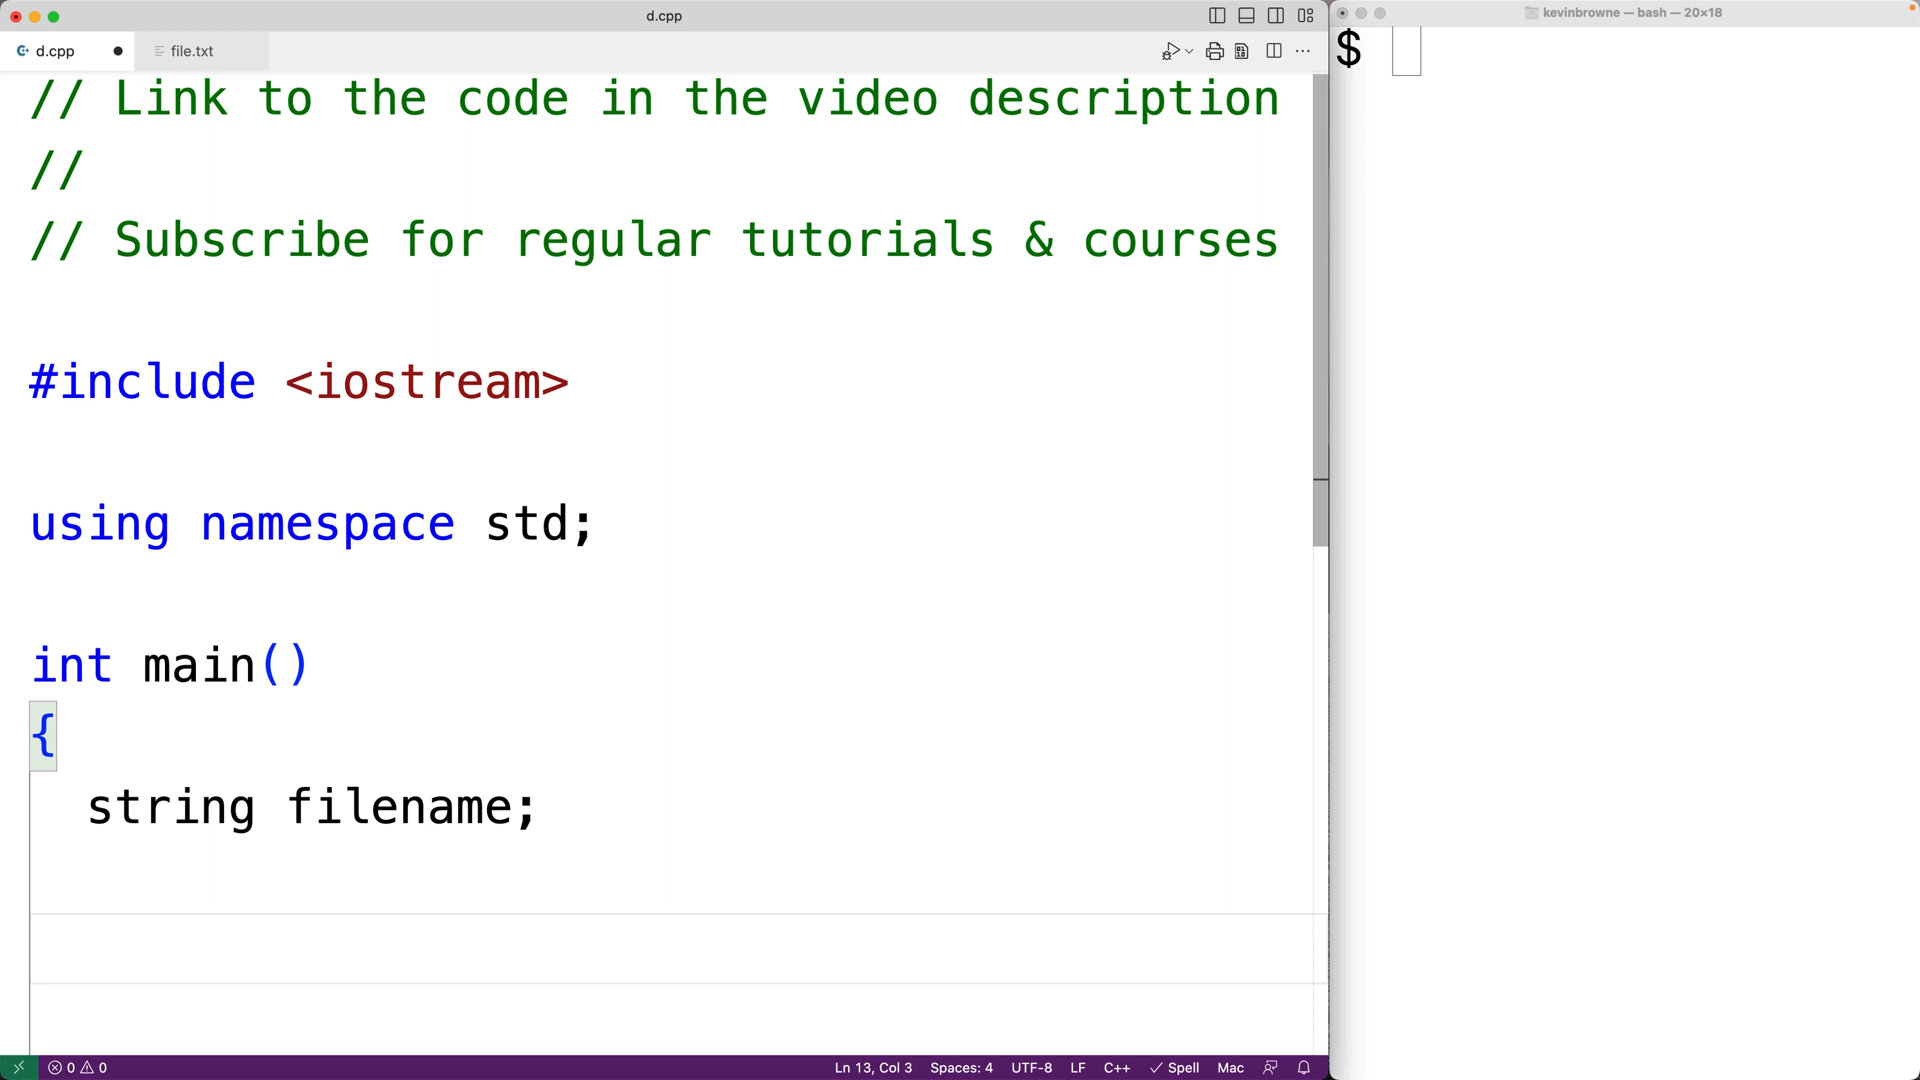 d.cpp
kevinbrowne — bash — 20×18
d.cpp
file.txt
$
// Link to the code in the video description
//
// Subscribe for regular tutorials & courses
#include <iostream>
using namespace std;
int main()
{
string filename;
0 0
Ln 13, Col 3 Spaces: 4 UTF-8 LF C++ Spell Mac